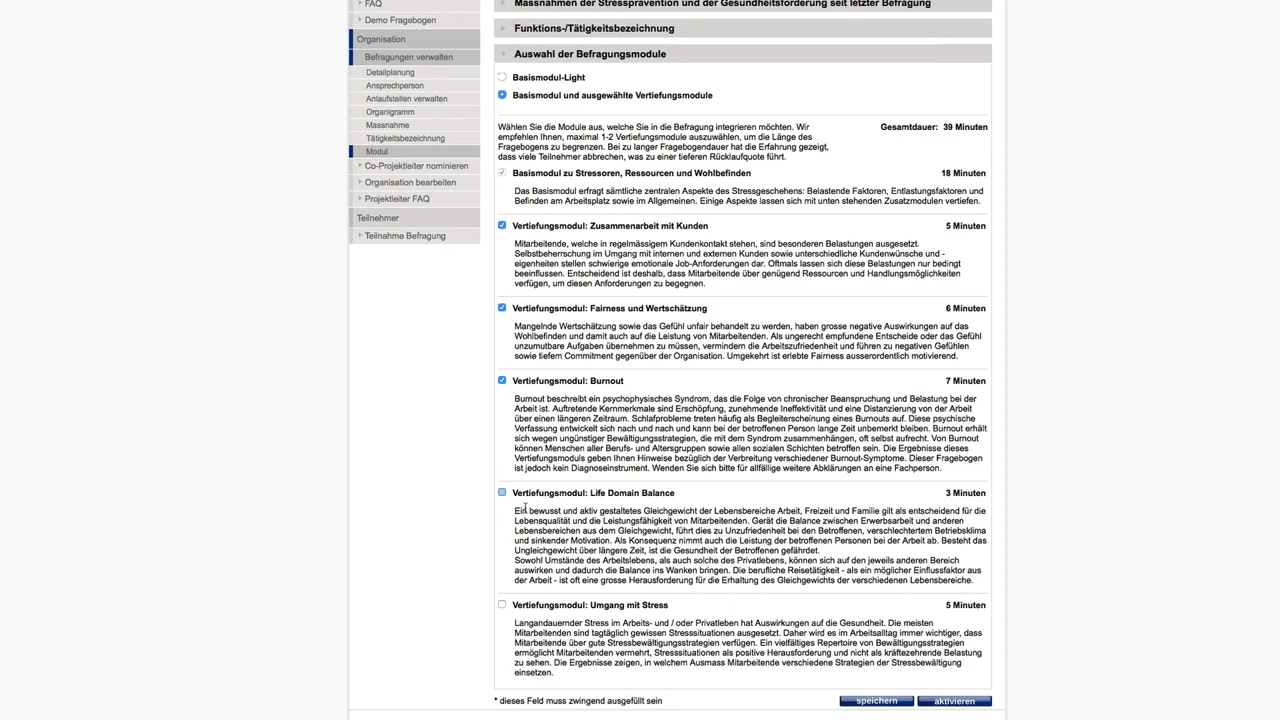 FAQ
Demo Fragebogen
Organisation
Befragungen verwalten
Detailplanung
Ansprechperson
Anlaufstellen verwalten
Organigramm
Massnahme
Tätigkeitsbezeichnung
Modul
Co-Projektleiter nominieren
Organisation bearbeiten
Projektleiter FAQ
Teilnehmer
Teilnahme Befragung
Massnahmen der Stressprävention und der Gesundheitsförderung seit letzter Befragung
Funktions-/Tätigkeitsbezeichnung
Auswahl der Befragungsmodule
Basismodul-Light
Basismodul und ausgewählte Vertiefungsmodule
Wählen Sie die Module aus, welche Sie in die Befragung integrieren möchten. Wir
empfehlen Ihnen, maximal 1-2 Vertiefungsmodule auszuwählen, um die Länge des
Fragebogens zu begrenzen. Bei zu langer Fragebogendauer hat die Erfahrung gezeigt,
dass viele Teilnehmer abbrechen, was zu einer tieferen Rücklaufquote führt.
Gesamtdauer: 39 Minuten
Basismodul zu Stressoren, Ressourcen und Wohlbefinden 18 Minuten
Das Basismodul erfragt sämtliche zentralen Aspekte des Stressgeschehens: Belastende Faktoren, Entlastungsfaktoren und
Befinden am Arbeitsplatz sowie im Allgemeinen. Einige Aspekte lassen sich mit unten stehenden Zusatzmodulen vertiefen.
Vertiefungsmodul: Zusammenarbeit mit Kunden 5 Minuten
Mitarbeitende, welche in regelmässigem Kundenkontakt stehen, sind besonderen Belastungen ausgesetzt.
Selbstbeherrschung im Umgang mit internen und externen Kunden sowie unterschiedliche Kundenwünsche und -
eigenheiten stellen schwierige emotionale Job-Anforderungen dar. Oftmals lassen sich diese Belastungen nur bedingt
beeinflussen. Entscheidend ist deshalb, dass Mitarbeitende über genügend Ressourcen und Handlungsmöglichkeiten
verfügen, um diesen Anforderungen zu begegnen.
Vertiefungsmodul: Fairness und Wertschätzung 6 Minuten
Mangelnde Wertschätzung sowie das Gefühl unfair behandelt zu werden, haben grosse negative Auswirkungen auf das
Wohlbefinden und damit auch auf die Leistung von Mitarbeitenden. Als ungerecht empfundene Entscheide oder das Gefühl
unzumutbare Aufgaben übernehmen zu müssen, vermindern die Arbeitszufriedenheit und führen zu negativen Gefühlen
sowie tiefem Commitment gegenüber der Organisation. Umgekehrt ist erlebte Fairness ausserordentlich motivierend.
Vertiefungsmodul: Burnout 7 Minuten
Burnout beschreibt ein psychophysisches Syndrom, das die Folge von chronischer Beanspruchung und Belastung bei der
Arbeit ist. Auftretende Kernmerkmale sind Erschöpfung, zunehmende Ineffektivität und eine Distanzierung von der Arbeit
über einen längeren Zeitraum. Schlafprobleme treten häufig als Begleiterscheinung eines Burnouts auf. Diese psychische
Verfassung entwickelt sich nach und nach und kann bei der betroffenen Person lange Zeit unbemerkt bleiben. Burnout erhält
sich wegen ungünstiger Bewältigungsstrategien, die mit dem Syndrom zusammenhängen, oft selbst aufrecht. Von Burnout
können Menschen aller Berufs- und Altersgruppen sowie allen sozialen Schichten betroffen sein. Die Ergebnisse dieses
Vertiefungsmoduls geben Ihnen Hinweise bezüglich der Verbreitung verschiedener Burnout-Symptome. Dieser Fragebogen
ist jedoch kein Diagnoseinstrument. Wenden Sie sich bitte für allfällige weitere Abklärungen an eine Fachperson.
Vertiefungsmodul: Life Domain Balance 3 Minuten
Ein bewusst und aktiv gestaltetes Gleichgewicht der Lebensbereiche Arbeit, Freizeit und Familie gilt als entscheidend für die
Lebensqualität und die Leistungsfähigkeit von Mitarbeitenden. Gerät die Balance zwischen Erwerbsarbeit und anderen
Lebensbereichen aus dem Gleichgewicht, führt dies zu Unzufriedenheit bei den Betroffenen, verschlechtertem Betriebsklima
und sinkender Motivation. Als Konsequenz nimmt auch die Leistung der betroffenen Personen bei der Arbeit ab. Besteht das
Ungleichgewicht über längere Zeit, ist die Gesundheit der Betroffenen gefährdet.
Sowohl Umstände des Arbeitslebens, als auch solche des Privatlebens, können sich auf den jeweils anderen Bereich
auswirken und dadurch die Balance ins Wanken bringen. Die berufliche Reisetätigkeit - als ein möglicher Einflussfaktor aus
der Arbeit - ist oft eine grosse Herausforderung für die Erhaltung des Gleichgewichts der verschiedenen Lebensbereiche.
Vertiefungsmodul: Umgang mit Stress 5 Minuten
Langandauernder Stress im Arbeits- und / oder Privatleben hat Auswirkungen auf die Gesundheit. Die meisten
Mitarbeitenden sind tagtäglich gewissen Stresssituationen ausgesetzt. Daher wird es im Arbeitsalltag immer wichtiger, dass
Mitarbeitende über gute Stressbewältigungsstrategien verfügen. Ein vielfältiges Repertoire von Bewältigungsstrategien
ermöglicht Mitarbeitenden vermehrt, Stresssituationen als positive Herausforderung und nicht als kräftezehrende Belastung
zu sehen. Die Ergebnisse zeigen, in welchem Ausmass Mitarbeitende verschiedene Strategien der Stressbewältigung
einsetzen.
* dieses Feld muss zwingend ausgefüllt sein
speichern
aktivieren